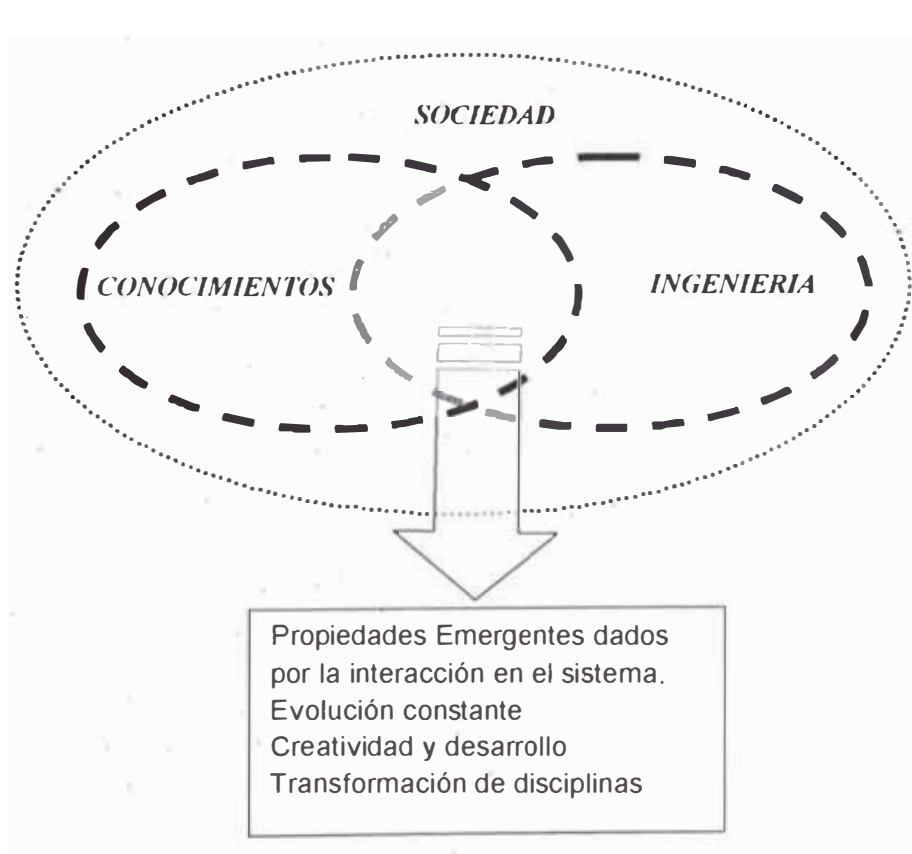 SOCIEDAD
CONOCIMIENTOS
INGENIERIA
Propiedades Emergentes dados
por la interacción en el sistema.
Evolución constante
Creatividad y desarrollo
Transformación de disciplinas